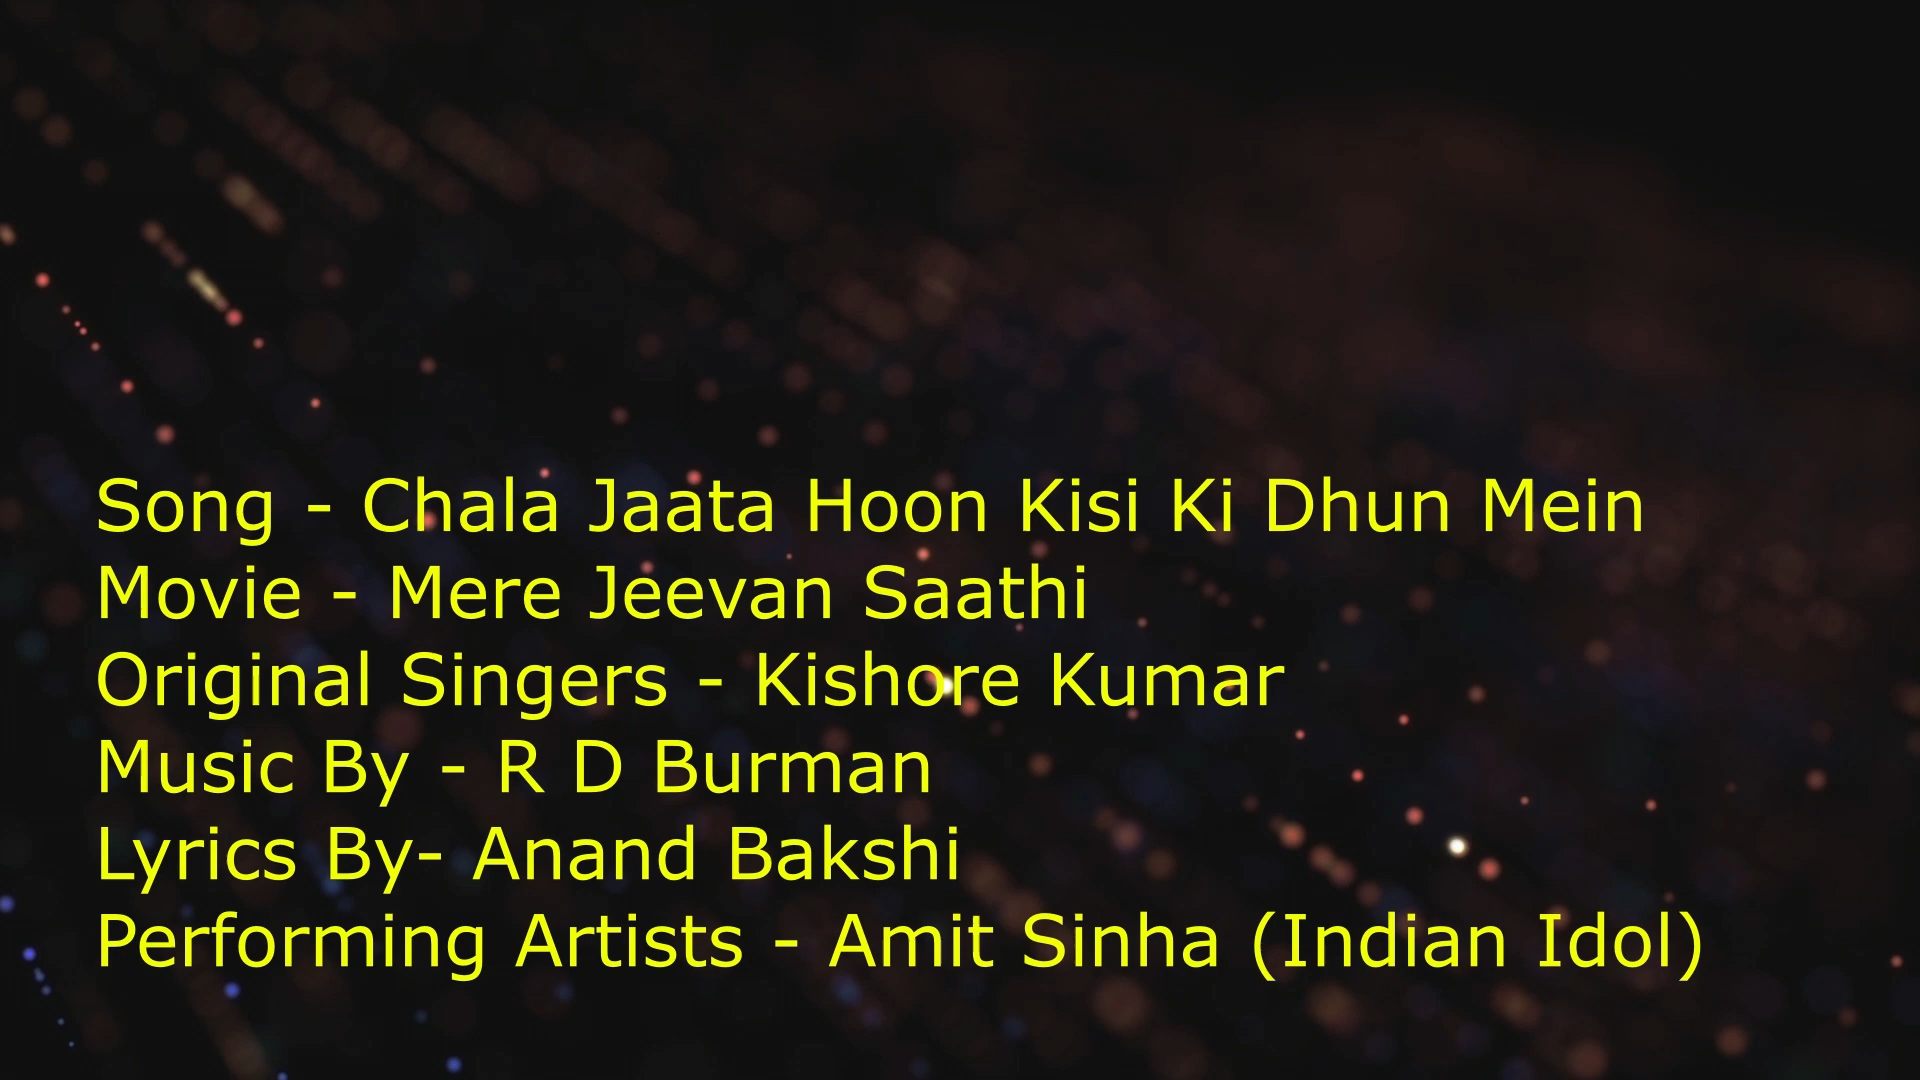 Song - Chala Jaata Hoon Kisi Ki Dhun Mein
Movie - Mere Jeevan Saathi
Original Singers - Kishore Kumar
Music By - R D Burman
Lyrics By- Anand Bakshi
Performing Artists - Amit Sinha (Indian Idol)